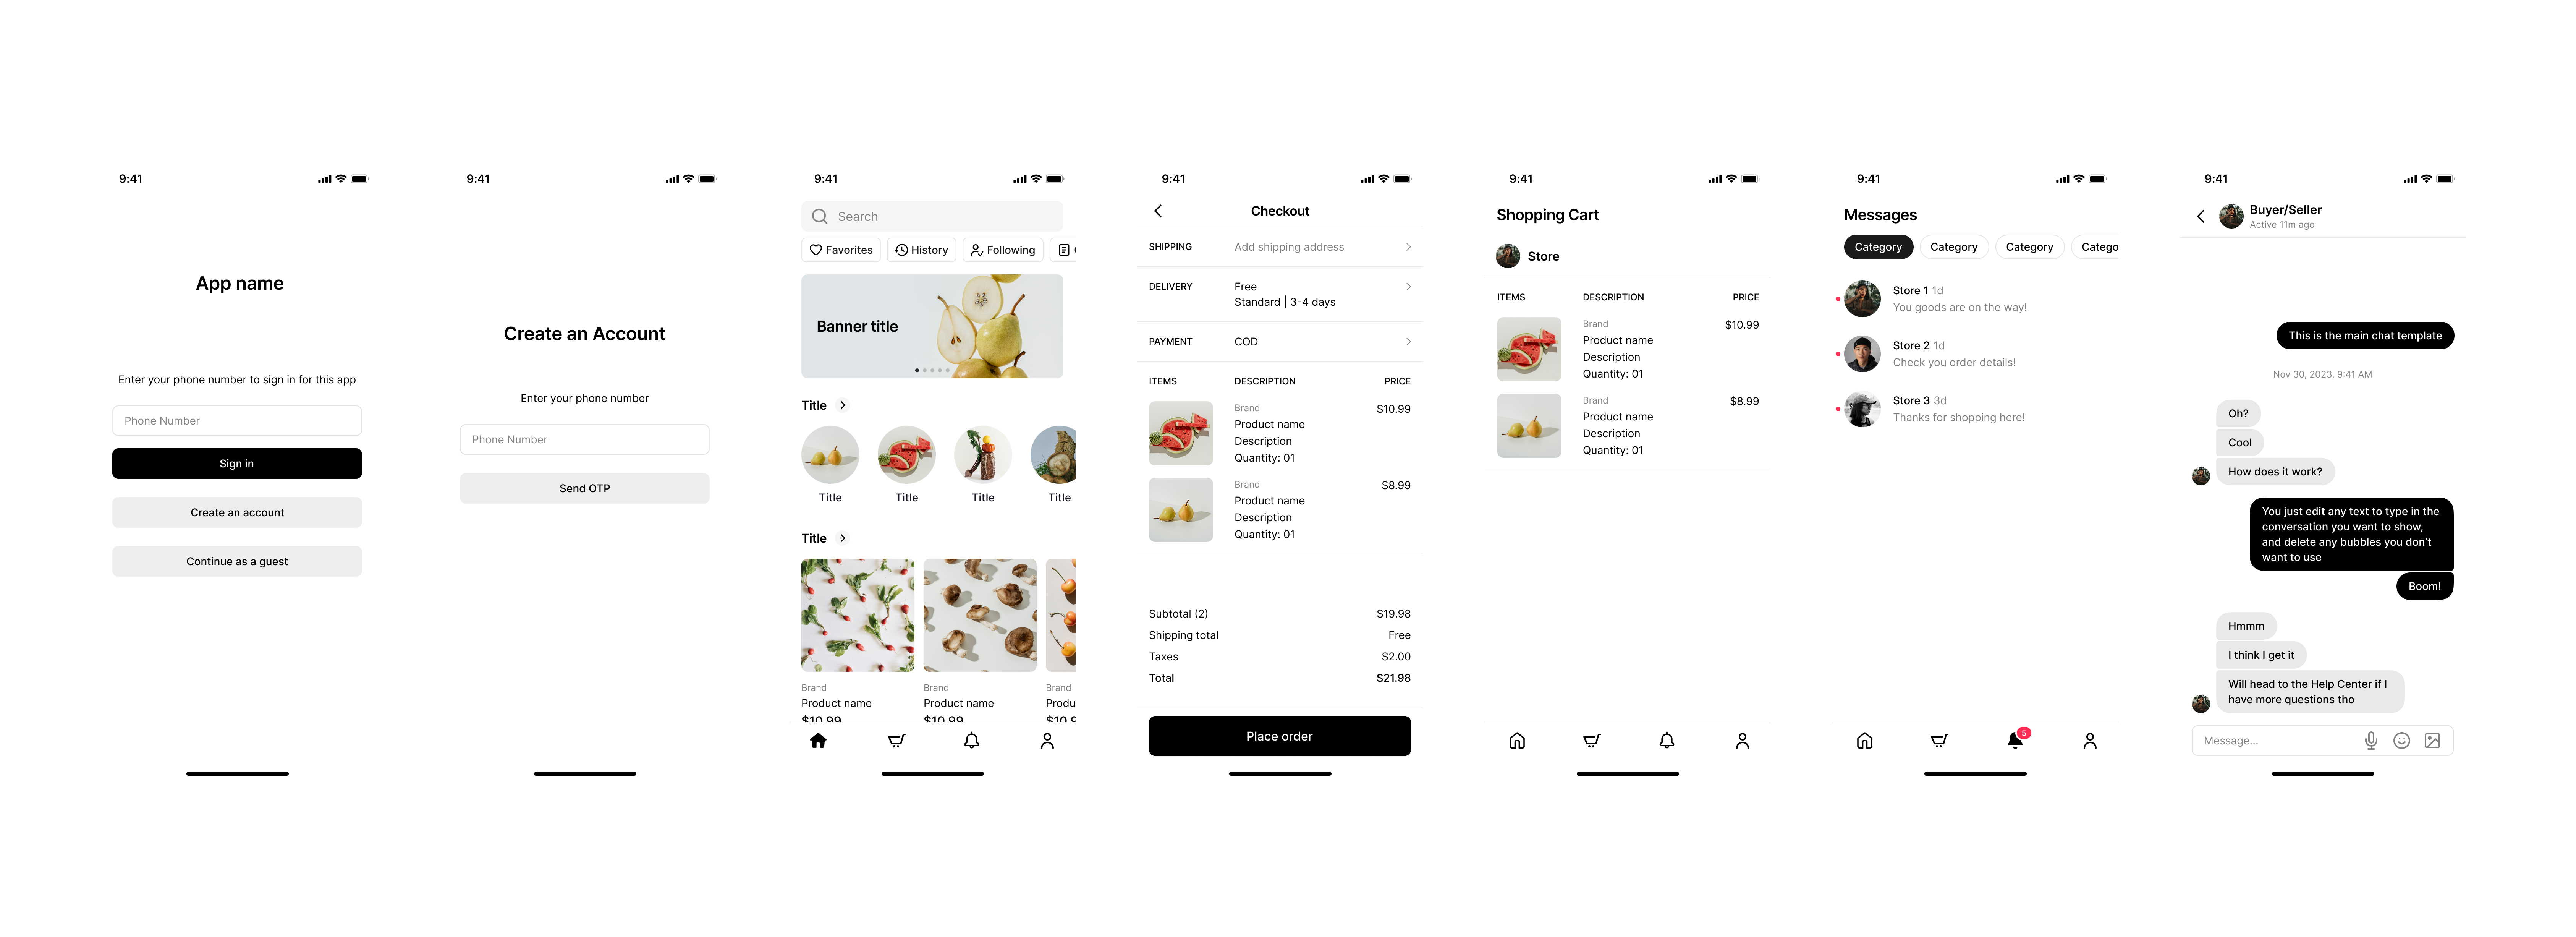 9:41
App name
Enter your phone number to sign in for this app
Phone Number
Sign in
Create an account
Continue as a guest
9:41
Create an Account
Enter your phone number
Phone Number
Send OTP
9:41
Search
Favorites
History
Following
Banner title
Title
Title
Title
Title
Title
Title
Brand
Product name
$10.99
Brand
Product name
$10.99
Brand
Produ
9:41
Checkout
SHIPPING
Add shipping address
DELIVERY
Free
Standard | 3-4 days
PAYMENT
COD
ITEMS
DESCRIPTION
PRICE
Brand
$10.99
Product name
Description
Quantity: 01
Brand
$8.99
Product name
Description
Quantity: 01
Subtotal (2)
$19.98
Shipping total
Free
Taxes
$2.00
Total
$21.98
Place order
9:41
Shopping Cart
Store
ITEMS
DESCRIPTION
PRICE
Brand
$10.99
Product name
Description
Quantity: 01
Brand
$8.99
Product name
Description
Quantity: 01
9:41
Messages
Category
Category
Category
Catego
Store 1 1d
You goods are on the way!
Store 2 1d
Check you order details!
Store 3 3d
Thanks for shopping here!
5
9:41
Buyer/Seller
Active 11m ago
This is the main chat template
Nov 30, 2023, 9:41 AM
Oh?
Cool
How does it work?
You just edit any text to type in the
conversation you want to show,
and delete any bubbles you don't
want to use
Boom!
Hmmm
I think I get it
Will head to the Help Center if I
have more questions tho
Message...